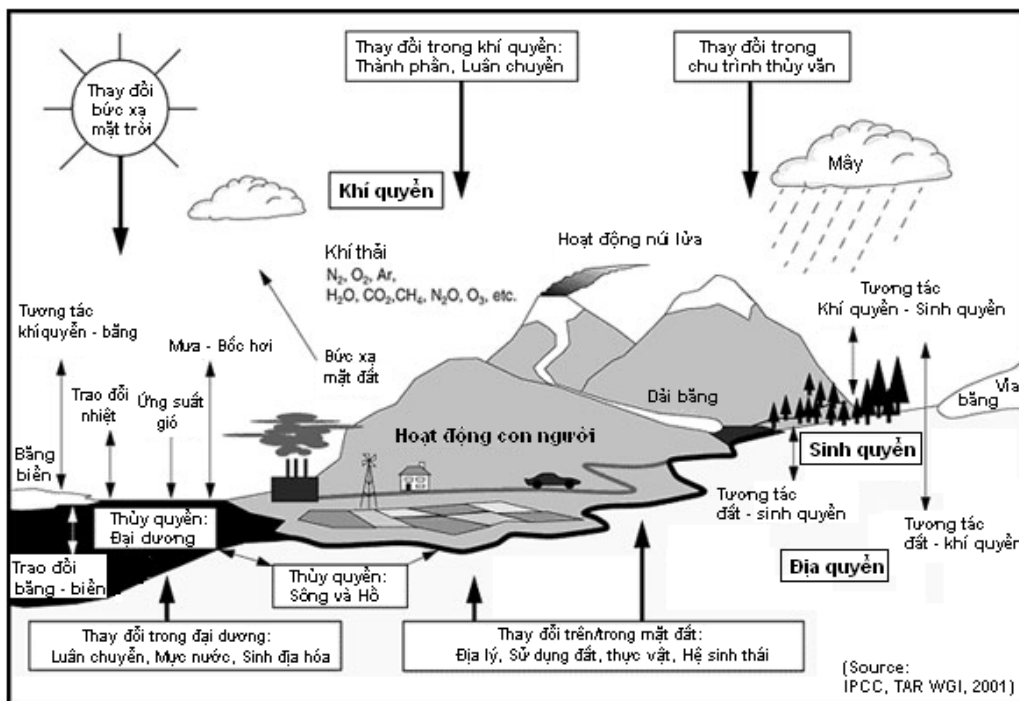 Thay đổi trong khí quyển:
Thành phần, Luân chuyển
Thay đổi trong
chu trình thủy văn
Thay đổi
bức xạ
mặt trời
Mây
Khí quyển
Hoạt động núi lửa
Khí thải
N₂, O₂, Ar,
H₂O, CO₂,CH₄, N₂O, O₃, etc.
Tương tác
khíquyển - băng
Tương tác
Khí quyển - Sinh quyển
Mưa - Bốc hơi
Bức xạ
mặt đất
Trao đổi
nhiệt
Ứng suất
gió
Dải băng
Vỉa
băng
Hoạt động con người
Băng
biển
Sinh quyển
Tương tác
đất - sinh quyển
Thủy quyển:
Đại dương
Tương tác
đất - khí quyển
Trao đổi
băng - biển
Thủy quyển:
Sông và Hồ
Địa quyển
Thay đổi trong đại dương:
Luân chuyển, Mực nước, Sinh địa hóa
Thay đổi trên/trong mặt đất:
Địa lý, Sử dụng đất, thực vật, Hệ sinh thái
(Source:
IPCC, TAR WGI, 2001)